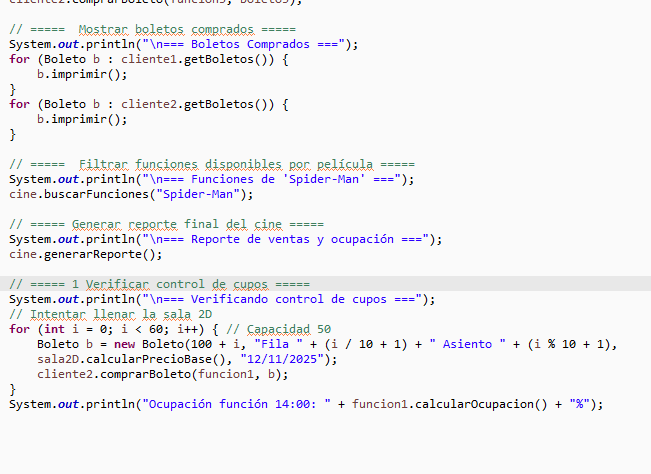 cliente2.comprarBoleto(funcion3, boleto3);
// =====  Mostrar boletos comprados =====
System.out.println("\n=== Boletos Comprados ===");
for (Boleto b : cliente1.getBoletos()) {
    b.imprimir();
}
for (Boleto b : cliente2.getBoletos()) {
    b.imprimir();
}
// =====  Filtrar funciones disponibles por película =====
System.out.println("\n=== Funciones de 'Spider-Man' ===");
cine.buscarFunciones("Spider-Man");
// ===== Generar reporte final del cine =====
System.out.println("\n=== Reporte de ventas y ocupación ===");
cine.generarReporte();
// ===== 1 Verificar control de cupos =====
System.out.println("\n=== Verificando control de cupos ===");
// Intentar llenar la sala 2D
for (int i = 0; i < 60; i++) { // Capacidad 50
    Boleto b = new Boleto(100 + i, "Fila " + (i / 10 + 1) + " Asiento " + (i % 10 + 1),
    sala2D.calcularPrecioBase(), "12/11/2025");
    cliente2.comprarBoleto(funcion1, b);
}
System.out.println("Ocupación función 14:00: " + funcion1.calcularOcupacion() + "%");